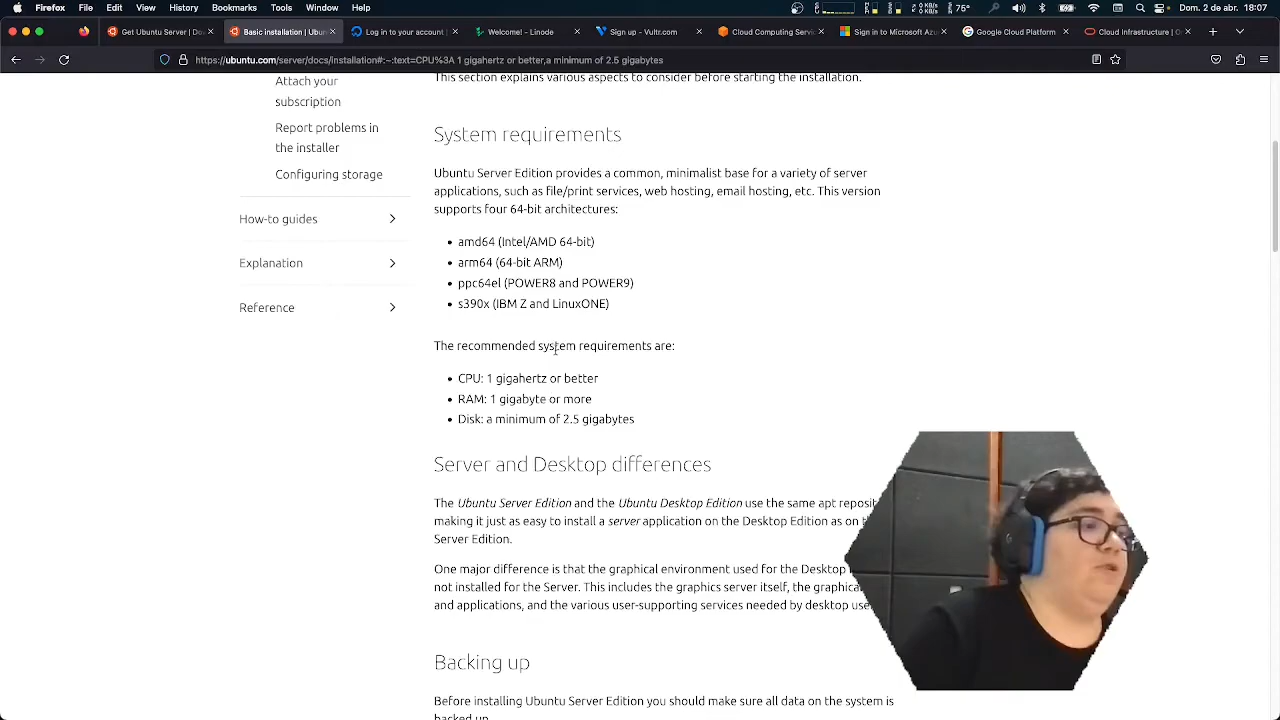 Firefox File Edit View History Bookmarks Tools Window Help
76° Dom. 2 de abr. 18:07
Get Ubuntu Server | Do
Basic installation | Ubun
Log in to your account
Welcome! - Linode
Sign up - Vultr.com
Cloud Computing Servi
Sign in to Microsoft Azu
Google Cloud Platform
Cloud Infrastructure | O
https://ubuntu.com/server/docs/installation#:~:text=CPU%3A 1 gigahertz or better,a minimum of 2.5 gigabytes
Attach your
subscription
Report problems in
the installer
Configuring storage
How-to guides
Explanation
Reference
This section explains various aspects to consider before starting the installation.
System requirements
Ubuntu Server Edition provides a common, minimalist base for a variety of server
applications, such as file/print services, web hosting, email hosting, etc. This version
supports four 64-bit architectures:
• amd64 (Intel/AMD 64-bit)
• arm64 (64-bit ARM)
• ppc64el (POWER8 and POWER9)
• s390x (IBM Z and LinuxONE)
The recommended system requirements are:
• CPU: 1 gigahertz or better
• RAM: 1 gigabyte or more
• Disk: a minimum of 2.5 gigabytes
Server and Desktop differences
The Ubuntu Server Edition and the Ubuntu Desktop Edition use the same apt reposit
making it just as easy to install a server application on the Desktop Edition as on t
Server Edition.
One major difference is that the graphical environment used for the Desktop
not installed for the Server. This includes the graphics server itself, the graphica
and applications, and the various user-supporting services needed by desktop use
Backing up
Before installing Ubuntu Server Edition you should make sure all data on the system is
backed up.